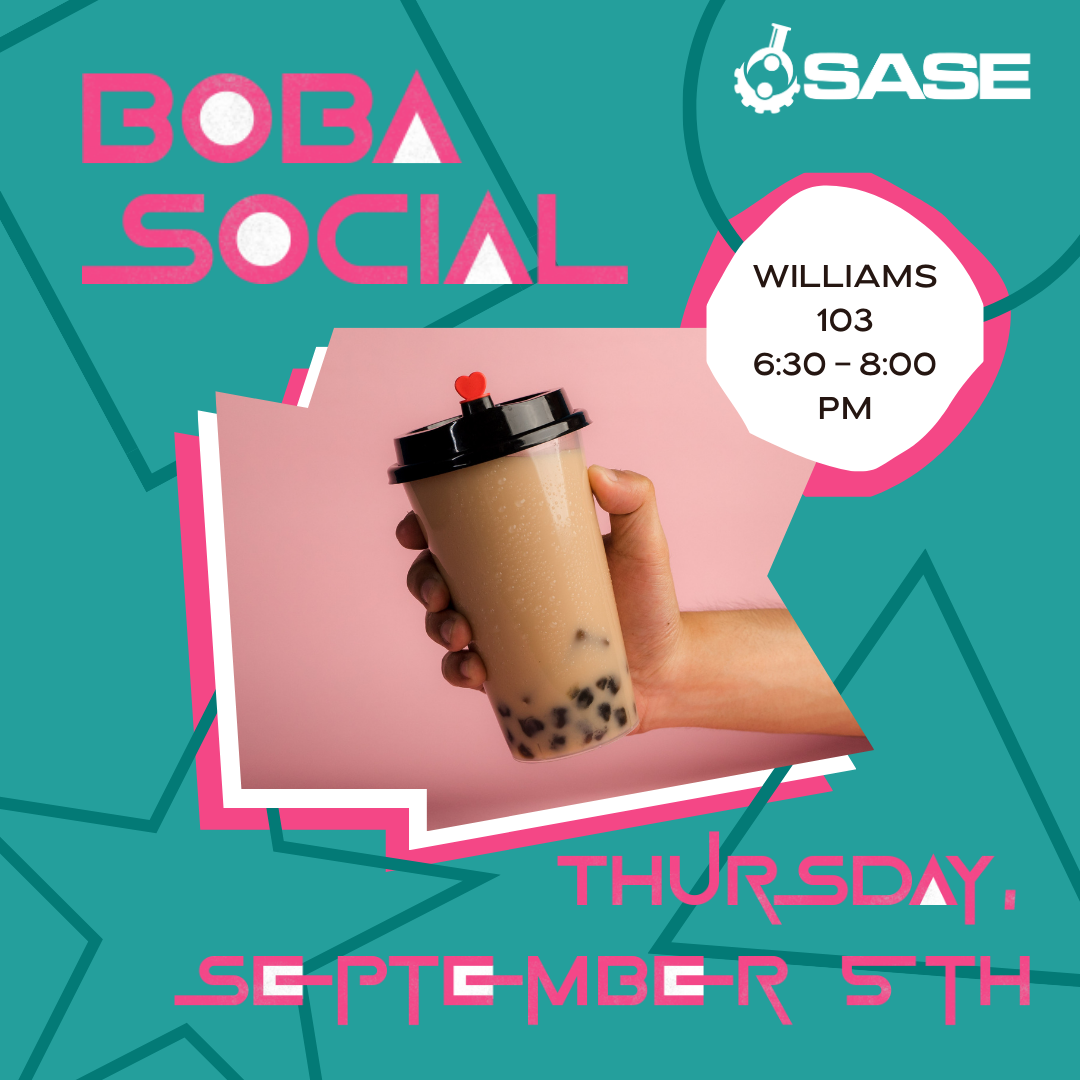 SASE
BOBA
SOCIAL
WILLIAMS
103
6:30 – 8:00
PM
THURSDAY,
SEPTEMBER 5TH